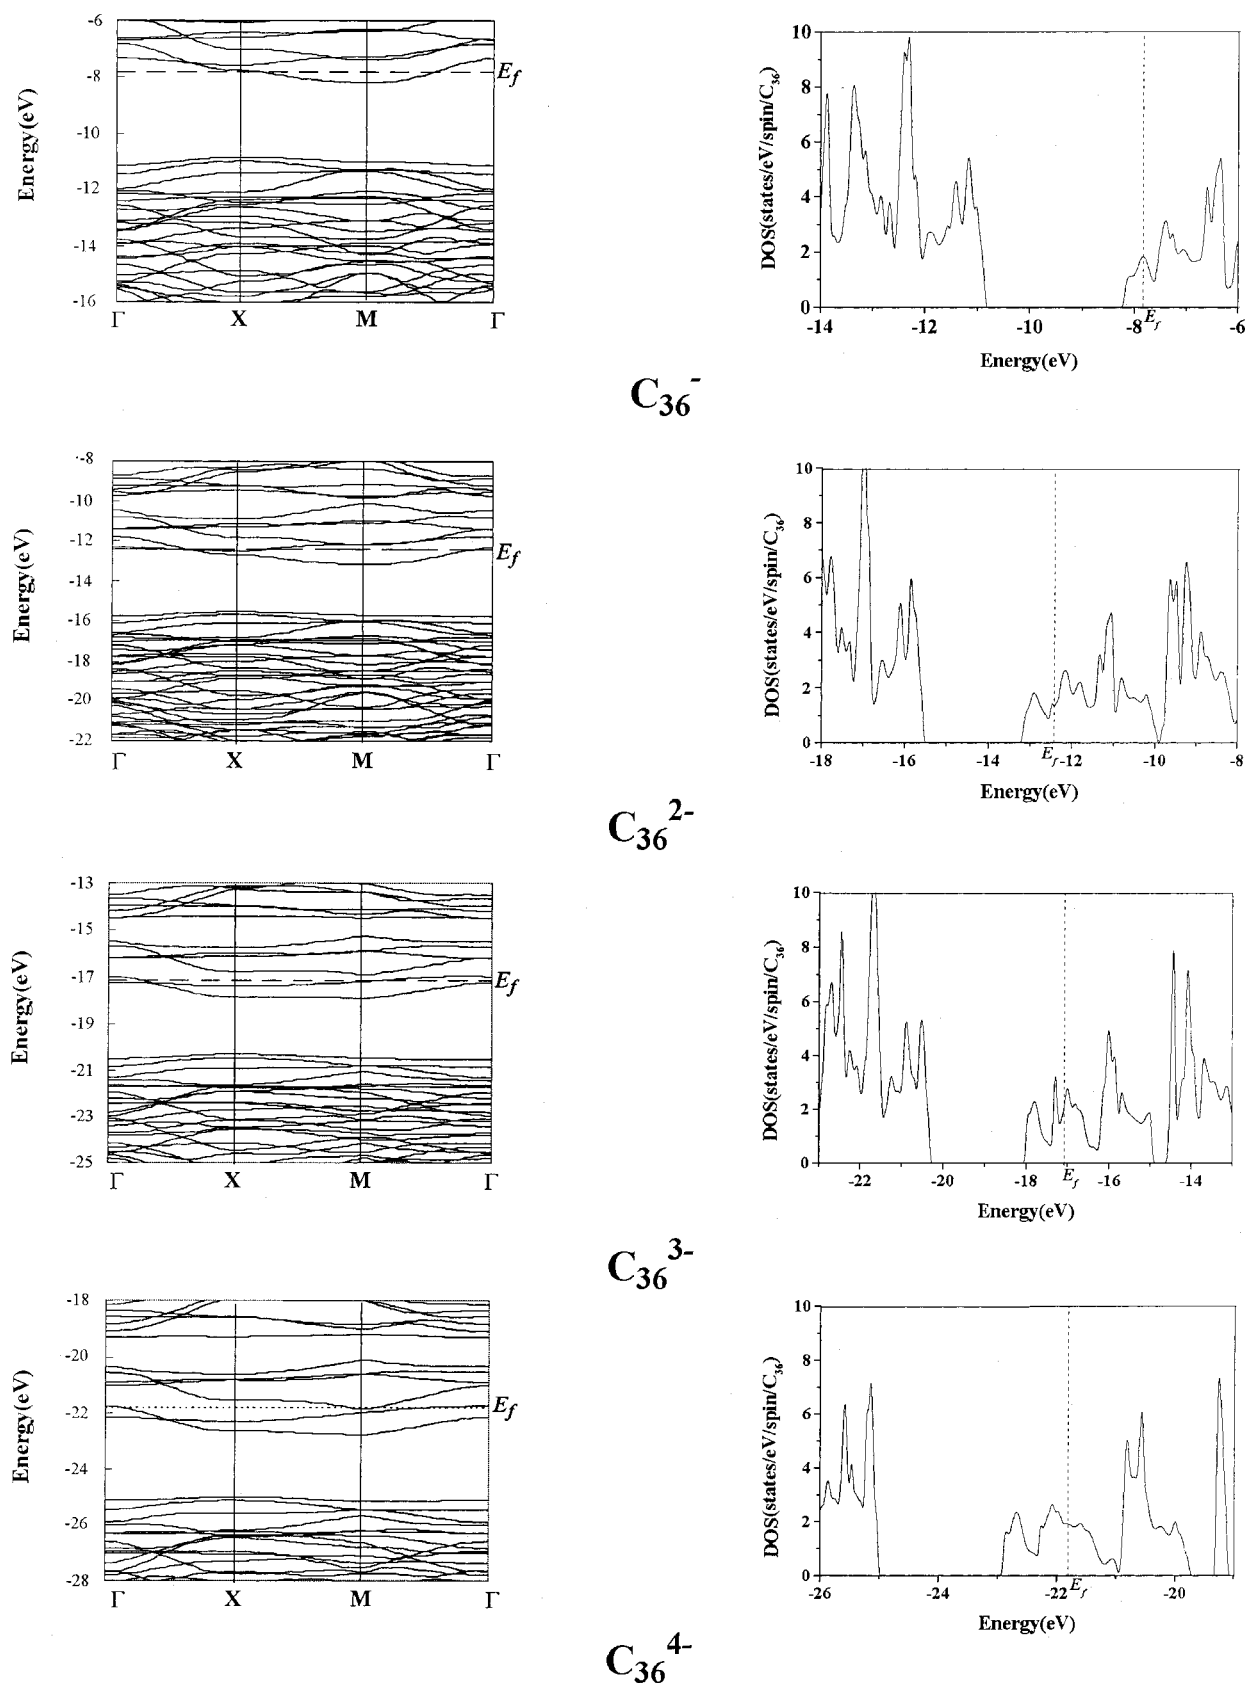 -6
-8
-10
-12
-14
-16
Energy(eV)
Γ X M Γ
E_f
10
8
6
4
2
0
DOS(states/eV/spin/C36)
-14 -12 -10 -8 E_f -6
Energy(eV)
C36-
-8
-10
-12
-14
-16
-18
-20
-22
Energy(eV)
Γ X M Γ
E_f
10
8
6
4
2
0
DOS(states/eV/spin/C36)
-18 -16 -14 E_f -12 -10 -8
Energy(eV)
C36 2-
-13
-15
-17
-19
-21
-23
-25
Energy(eV)
Γ X M Γ
E_f
10
8
6
4
2
0
DOS(states/eV/spin/C36)
-22 -20 -18 E_f -16 -14
Energy(eV)
C36 3-
-18
-20
-22
-24
-26
-28
Energy(eV)
Γ X M Γ
E_f
10
8
6
4
2
0
DOS(states/eV/spin/C36)
-26 -24 -22 E_f -20
Energy(eV)
C36 4-